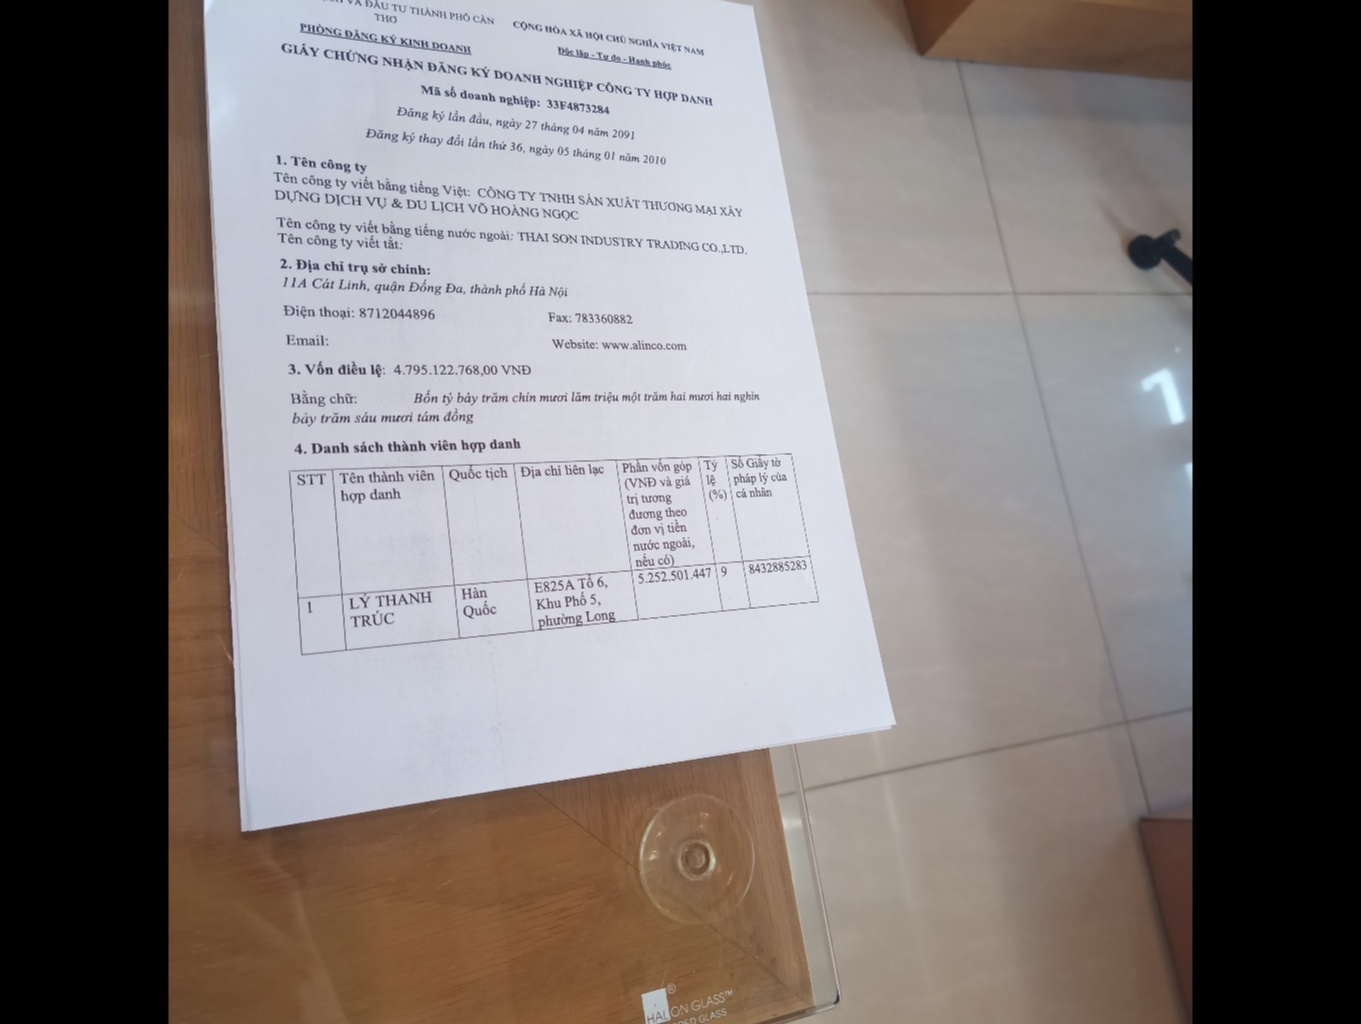 VÀ ĐẦU TƯ THÀNH PHỐ CẦN THƠ
CỘNG HÒA XÃ HỘI CHỦ NGHĨA VIỆT NAM
PHÒNG ĐĂNG KÝ KINH DOANH
Độc lập - Tự do - Hạnh phúc
GIẤY CHỨNG NHẬN ĐĂNG KÝ DOANH NGHIỆP CÔNG TY HỢP DANH
Mã số doanh nghiệp: 33F4873284
Đăng ký lần đầu, ngày 27 tháng 04 năm 2091
Đăng ký thay đổi lần thứ 36, ngày 05 tháng 01 năm 2010
1. Tên công ty
Tên công ty viết bằng tiếng Việt: CÔNG TY TNHH SẢN XUẤT THƯƠNG MẠI XÂY
DỰNG DỊCH VỤ & DU LỊCH VÕ HOÀNG NGỌC
Tên công ty viết bằng tiếng nước ngoài: THAI SON INDUSTRY TRADING CO.,LTD.
Tên công ty viết tắt:
2. Địa chỉ trụ sở chính:
11A Cát Linh, quận Đống Đa, thành phố Hà Nội
Điện thoại: 8712044896 Fax: 783360882
Email: Website: www.alinco.com
3. Vốn điều lệ: 4.795.122.768,00 VNĐ
Bằng chữ: Bốn tỷ bảy trăm chín mươi lăm triệu một trăm hai mươi hai nghìn
bảy trăm sáu mươi tám đồng
4. Danh sách thành viên hợp danh
STT Tên thành viên hợp danh Quốc tịch Địa chỉ liên lạc Phần vốn góp (VNĐ và giá trị tương đương theo đơn vị tiền nước ngoài, nếu có) Tỷ lệ (%) Số Giấy tờ pháp lý của cá nhân
1 LÝ THANH TRÚC Hàn Quốc E825A Tổ 6, Khu Phố 5, phường Long 5.252.501.447 9 8432885283
HALION GLASS™